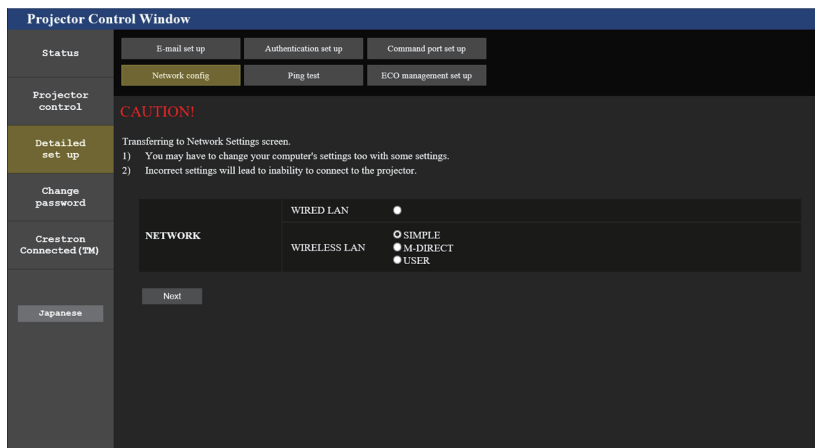 Projector Control Window
Status
Projector
control
Detailed
set up
Change
password
Crestron
Connected(TM)
Japanese
E-mail set up
Authentication set up
Command port set up
Network config
Ping test
ECO management set up
CAUTION!
Transferring to Network Settings screen.
1) You may have to change your computer's settings too with some settings.
2) Incorrect settings will lead to inability to connect to the projector.
NETWORK
WIRED LAN
WIRELESS LAN
SIMPLE
M-DIRECT
USER
Next